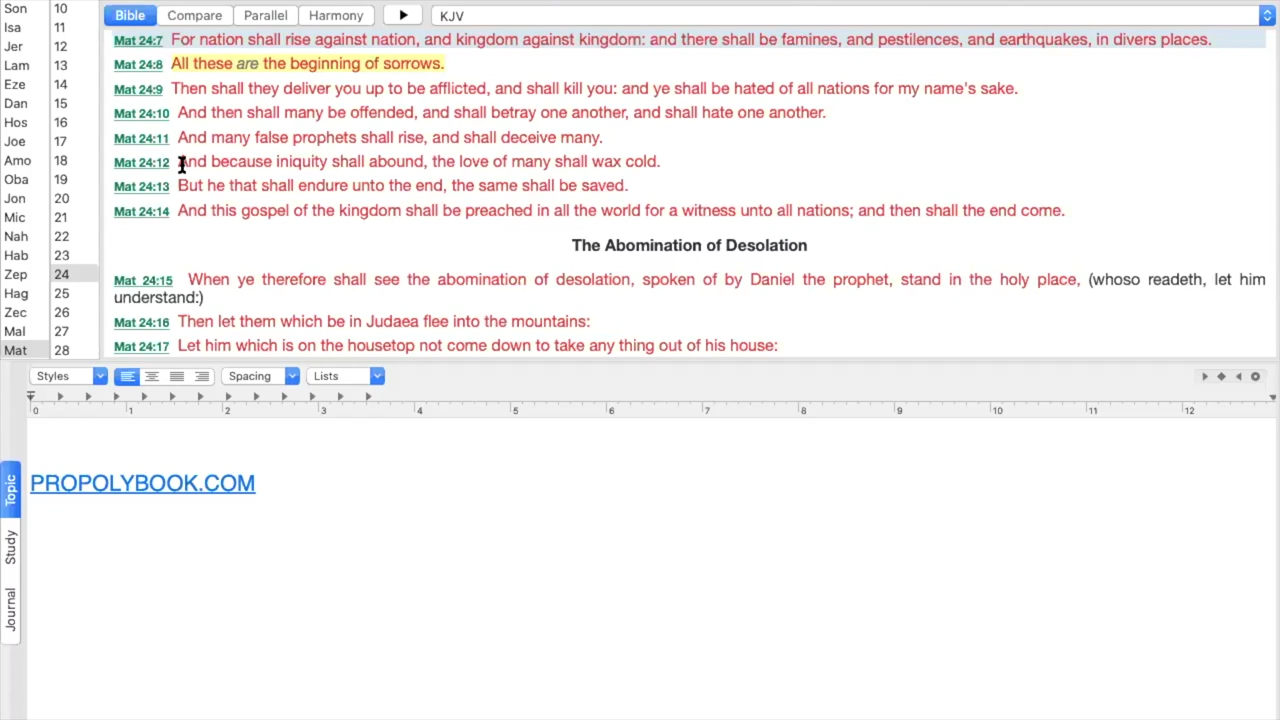 Son 10
Isa 11
Jer 12
Lam 13
Eze 14
Dan 15
Hos 16
Joe 17
Amo 18
Oba 19
Jon 20
Mic 21
Nah 22
Hab 23
Zep 24
Hag 25
Zec 26
Mal 27
Mat 28
Bible Compare Parallel Harmony KJV
Mat 24:7 For nation shall rise against nation, and kingdom against kingdom: and there shall be famines, and pestilences, and earthquakes, in divers places.
Mat 24:8 All these are the beginning of sorrows.
Mat 24:9 Then shall they deliver you up to be afflicted, and shall kill you: and ye shall be hated of all nations for my name's sake.
Mat 24:10 And then shall many be offended, and shall betray one another, and shall hate one another.
Mat 24:11 And many false prophets shall rise, and shall deceive many.
Mat 24:12 And because iniquity shall abound, the love of many shall wax cold.
Mat 24:13 But he that shall endure unto the end, the same shall be saved.
Mat 24:14 And this gospel of the kingdom shall be preached in all the world for a witness unto all nations; and then shall the end come.
The Abomination of Desolation
Mat 24:15 When ye therefore shall see the abomination of desolation, spoken of by Daniel the prophet, stand in the holy place, (whoso readeth, let him
understand:)
Mat 24:16 Then let them which be in Judaea flee into the mountains:
Mat 24:17 Let him which is on the housetop not come down to take any thing out of his house:
Styles Spacing Lists
0 1 2 3 4 5 6 7 8 9 10 11 12
PROPOLYBOOK.COM
Topic
Study
Journal